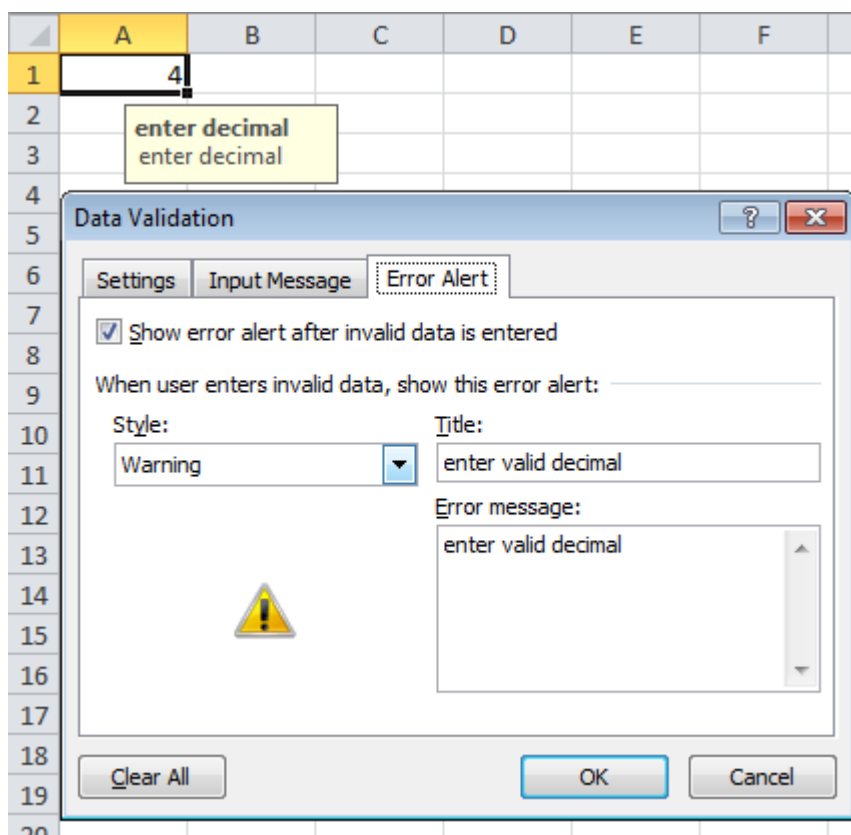 A B C D E F
1 4
2
enter decimal
3
enter decimal
4
Data Validation
5
6
Settings Input Message Error Alert
7
Show error alert after invalid data is entered
8
When user enters invalid data, show this error alert:
9
10
Style: Title:
11
Warning enter valid decimal
12
Error message:
13
enter valid decimal
14
15
16
17
18
Clear All OK Cancel
19
20